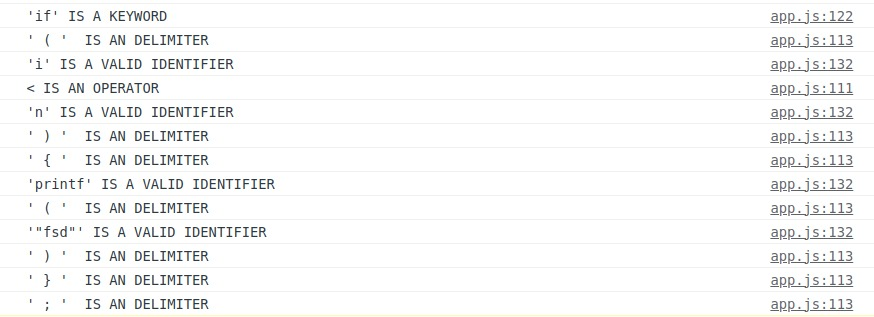 'if' IS A KEYWORD app.js:122
' ( '  IS AN DELIMITER app.js:113
'i' IS A VALID IDENTIFIER app.js:132
< IS AN OPERATOR app.js:111
'n' IS A VALID IDENTIFIER app.js:132
' ) '  IS AN DELIMITER app.js:113
' { '  IS AN DELIMITER app.js:113
'printf' IS A VALID IDENTIFIER app.js:132
' ( '  IS AN DELIMITER app.js:113
'"fsd"' IS A VALID IDENTIFIER app.js:132
' ) '  IS AN DELIMITER app.js:113
' } '  IS AN DELIMITER app.js:113
' ; '  IS AN DELIMITER app.js:113